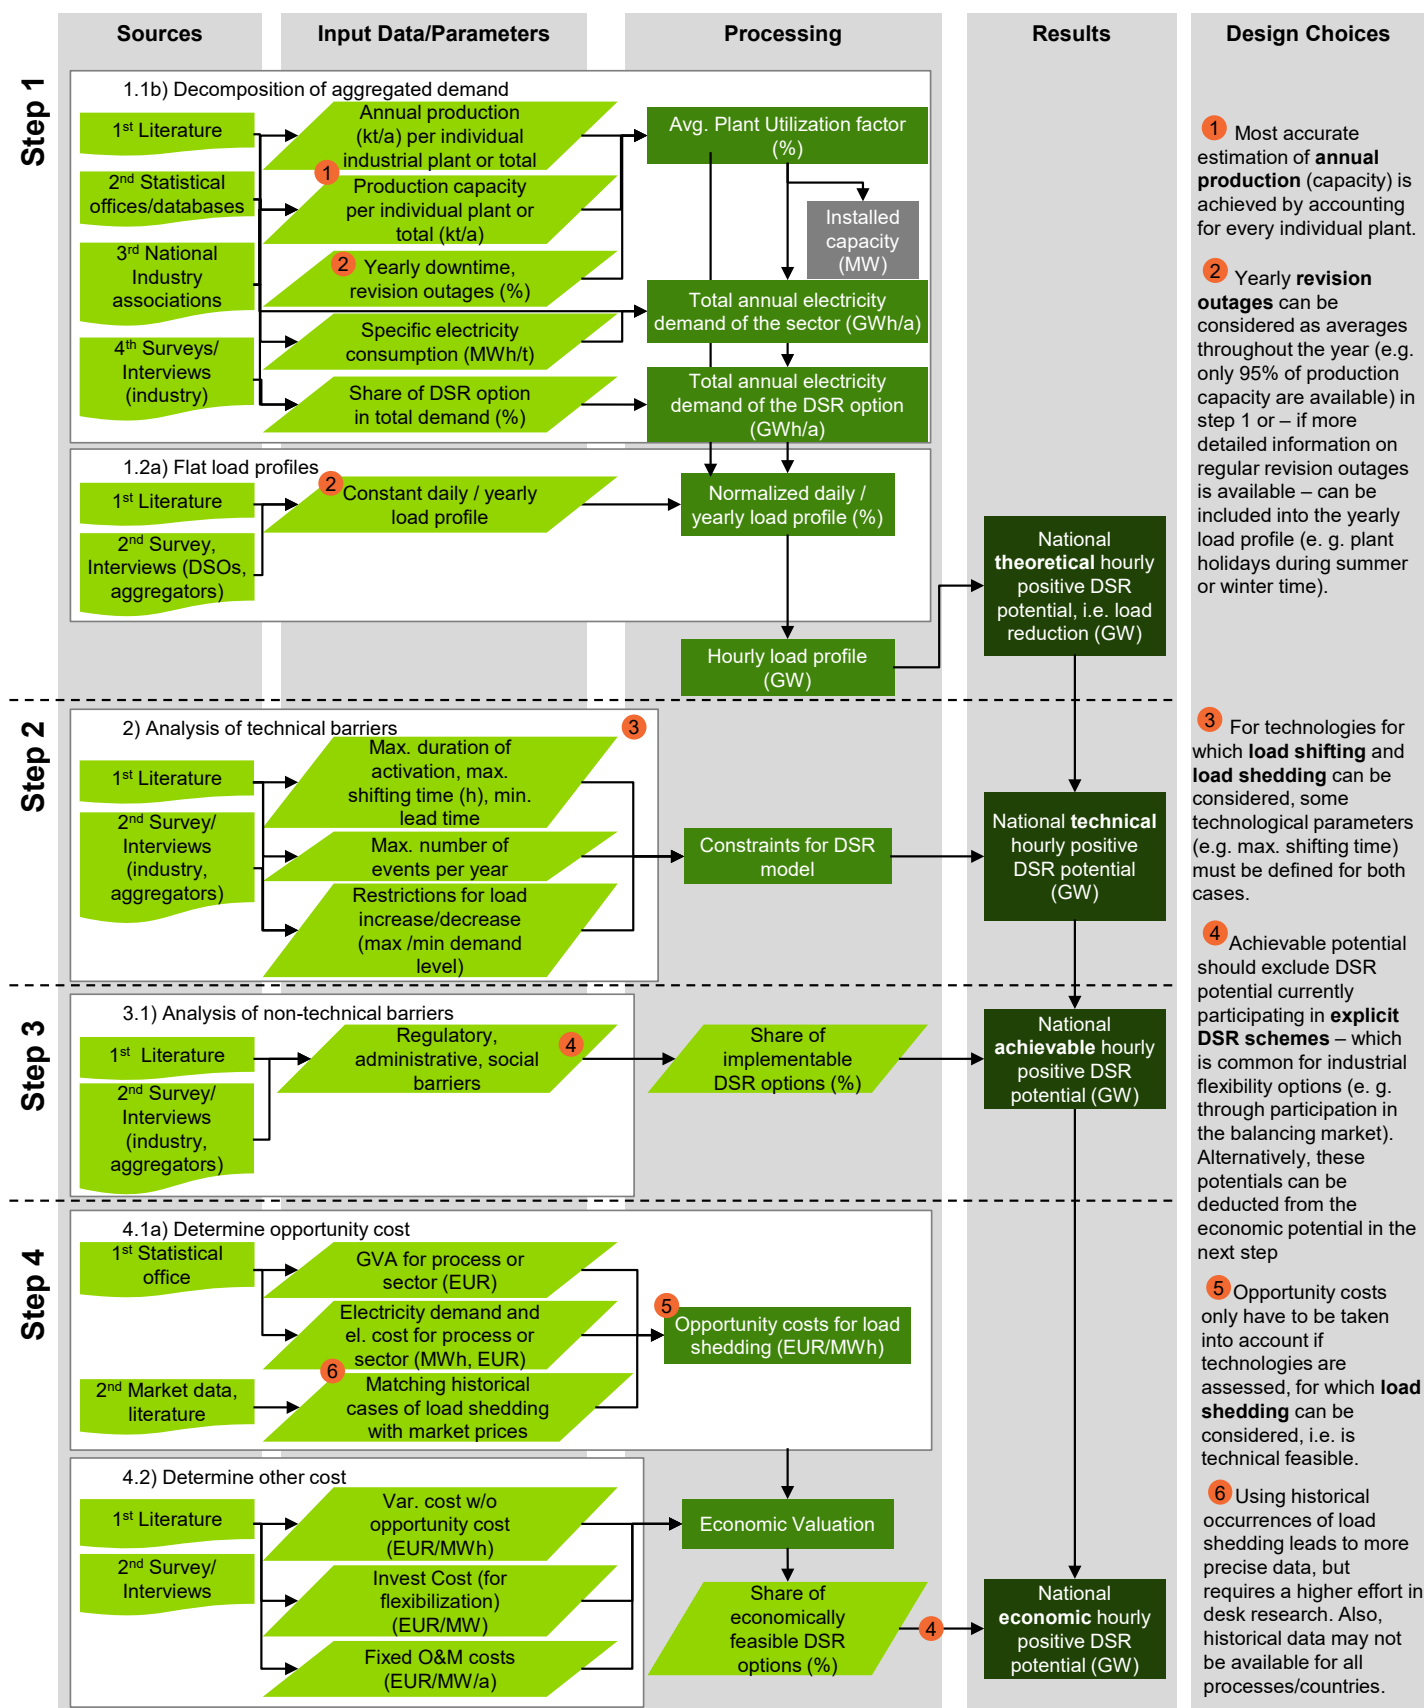 Sources
Input Data/Parameters
Processing
Results
Design Choices
Step 1
1.1b) Decomposition of aggregated demand
1st Literature
2nd Statistical
offices/databases
3rd National
Industry
associations
4th Surveys/
Interviews
(industry)
Annual production
(kt/a) per individual
industrial plant or total
1
Production capacity
per individual plant or
total (kt/a)
2
Yearly downtime,
revision outages (%)
Specific electricity
consumption (MWh/t)
Share of DSR option
in total demand (%)
Avg. Plant Utilization factor
(%)
Installed
capacity
(MW)
Total annual electricity
demand of the sector (GWh/a)
Total annual electricity
demand of the DSR option
(GWh/a)
1.2a) Flat load profiles
1st Literature
2nd Survey,
Interviews (DSOs,
aggregators)
2
Constant daily / yearly
load profile
Normalized daily /
yearly load profile (%)
Hourly load profile
(GW)
National
theoretical hourly
positive DSR
potential, i.e. load
reduction (GW)
1 Most accurate
estimation of annual
production (capacity) is
achieved by accounting
for every individual plant.
2 Yearly revision
outages can be
considered as averages
throughout the year (e.g.
only 95% of production
capacity are available) in
step 1 or – if more
detailed information on
regular revision outages
is available – can be
included into the yearly
load profile (e. g. plant
holidays during summer
or winter time).
Step 2
2) Analysis of technical barriers
3
1st Literature
2nd Survey/
Interviews
(industry,
aggregators)
Max. duration of
activation, max.
shifting time (h), min.
lead time
Max. number of
events per year
Restrictions for load
increase/decrease
(max /min demand
level)
Constraints for DSR
model
National technical
hourly positive
DSR potential
(GW)
3 For technologies for
which load shifting and
load shedding can be
considered, some
technological parameters
(e.g. max. shifting time)
must be defined for both
cases.
Step 3
3.1) Analysis of non-technical barriers
1st Literature
2nd Survey/
Interviews
(industry,
aggregators)
Regulatory,
administrative, social
barriers
4
Share of
implementable
DSR options (%)
National
achievable hourly
positive DSR
potential (GW)
4 Achievable potential
should exclude DSR
potential currently
participating in explicit
DSR schemes – which
is common for industrial
flexibility options (e. g.
through participation in
the balancing market).
Alternatively, these
potentials can be
deducted from the
economic potential in the
next step
Step 4
4.1a) Determine opportunity cost
1st Statistical
office
2nd Market data,
literature
GVA for process or
sector (EUR)
Electricity demand and
el. cost for process or
sector (MWh, EUR)
6
Matching historical
cases of load shedding
with market prices
5
Opportunity costs for load
shedding (EUR/MWh)
5 Opportunity costs
only have to be taken
into account if
technologies are
assessed, for which load
shedding can be
considered, i.e. is
technical feasible.
4.2) Determine other cost
1st Literature
2nd Survey/
Interviews
Var. cost w/o
opportunity cost
(EUR/MWh)
Invest Cost (for
flexibilization)
(EUR/MW)
Fixed O&M costs
(EUR/MW/a)
Economic Valuation
Share of
economically
feasible DSR
options (%)
4
National
economic hourly
positive DSR
potential (GW)
6 Using historical
occurrences of load
shedding leads to more
precise data, but
requires a higher effort in
desk research. Also,
historical data may not
be available for all
processes/countries.